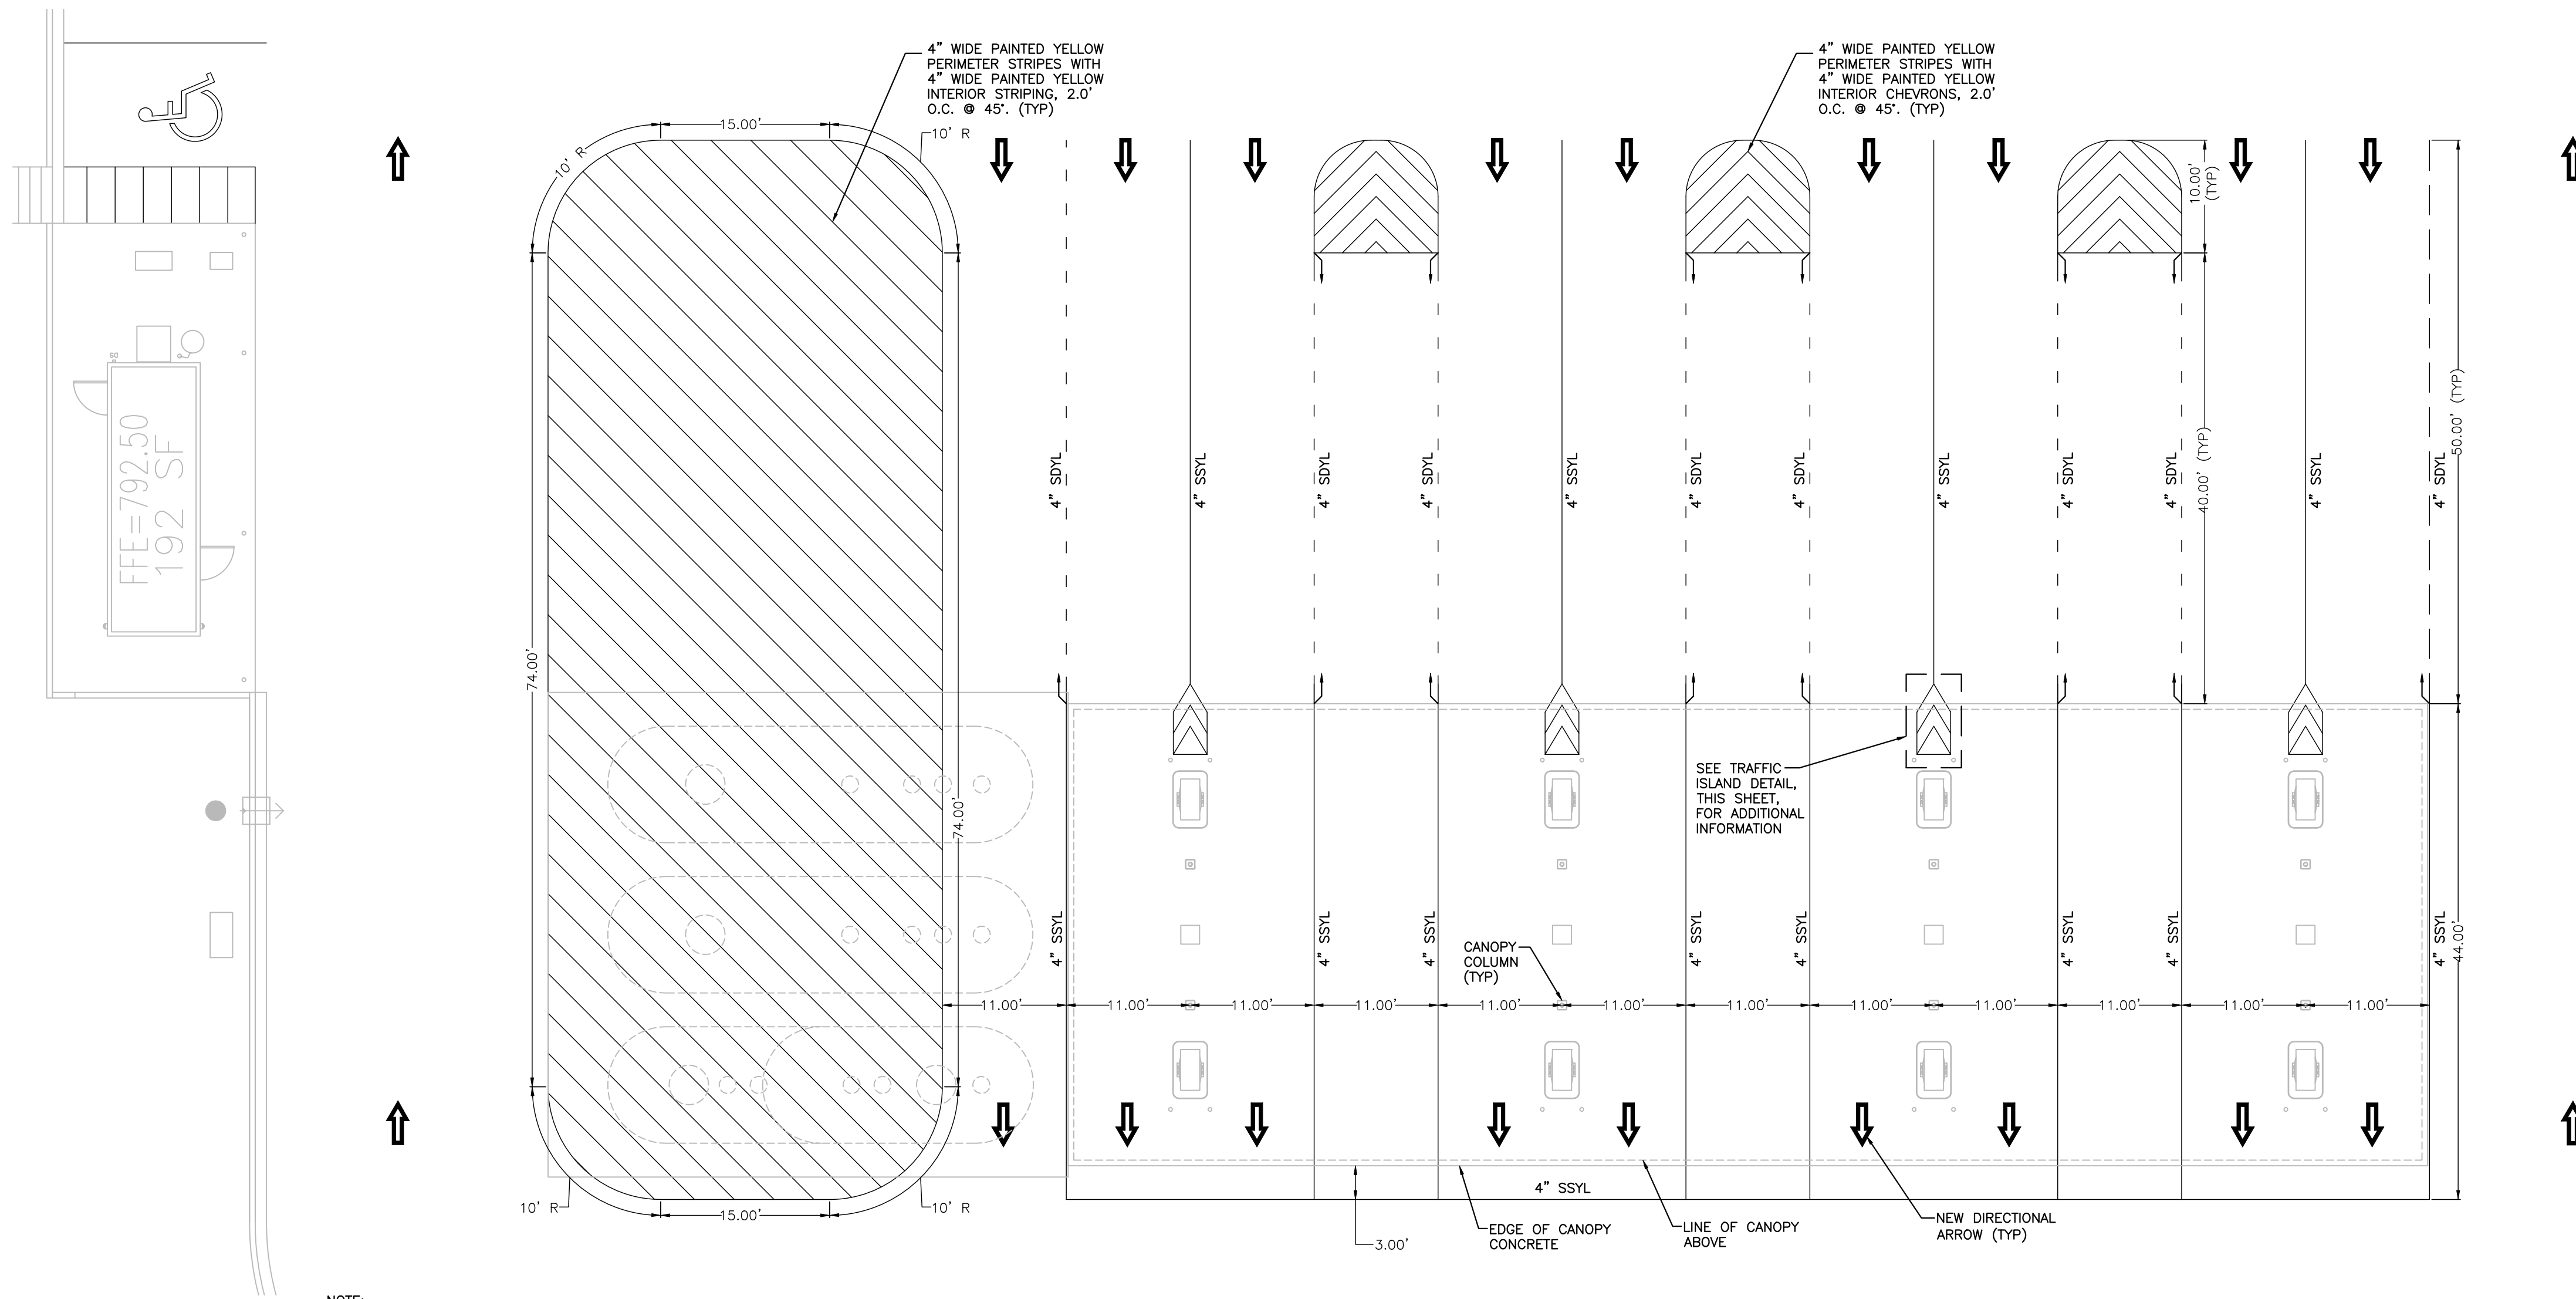 4" WIDE PAINTED YELLOW
PERIMETER STRIPES WITH
4" WIDE PAINTED YELLOW
INTERIOR STRIPING, 2.0'
O.C. @ 45°. (TYP)
4" WIDE PAINTED YELLOW
PERIMETER STRIPES WITH
4" WIDE PAINTED YELLOW
INTERIOR CHEVRONS, 2.0'
O.C. @ 45°. (TYP)
15.00'
10' R
10' R
10.00'
(TYP)
50.00' (TYP)
40.00' (TYP)
FFE=792.50
192 SF
4" SDYL
4" SSYL
4" SDYL
4" SDYL
4" SSYL
4" SDYL
4" SDYL
4" SSYL
4" SDYL
4" SDYL
4" SSYL
4" SDYL
74.00'
74.00'
SEE TRAFFIC
ISLAND DETAIL,
THIS SHEET,
FOR ADDITIONAL
INFORMATION
CANOPY
COLUMN
(TYP)
4" SSYL
4" SSYL
4" SSYL
4" SSYL
4" SSYL
4" SSYL
4" SSYL
4" SSYL
44.00'
11.00'
11.00'
11.00'
11.00'
11.00'
11.00'
11.00'
11.00'
11.00'
11.00'
11.00'
11.00'
4" SSYL
10' R
15.00'
10' R
3.00'
EDGE OF CANOPY
CONCRETE
LINE OF CANOPY
ABOVE
NEW DIRECTIONAL
ARROW (TYP)
NOTE: